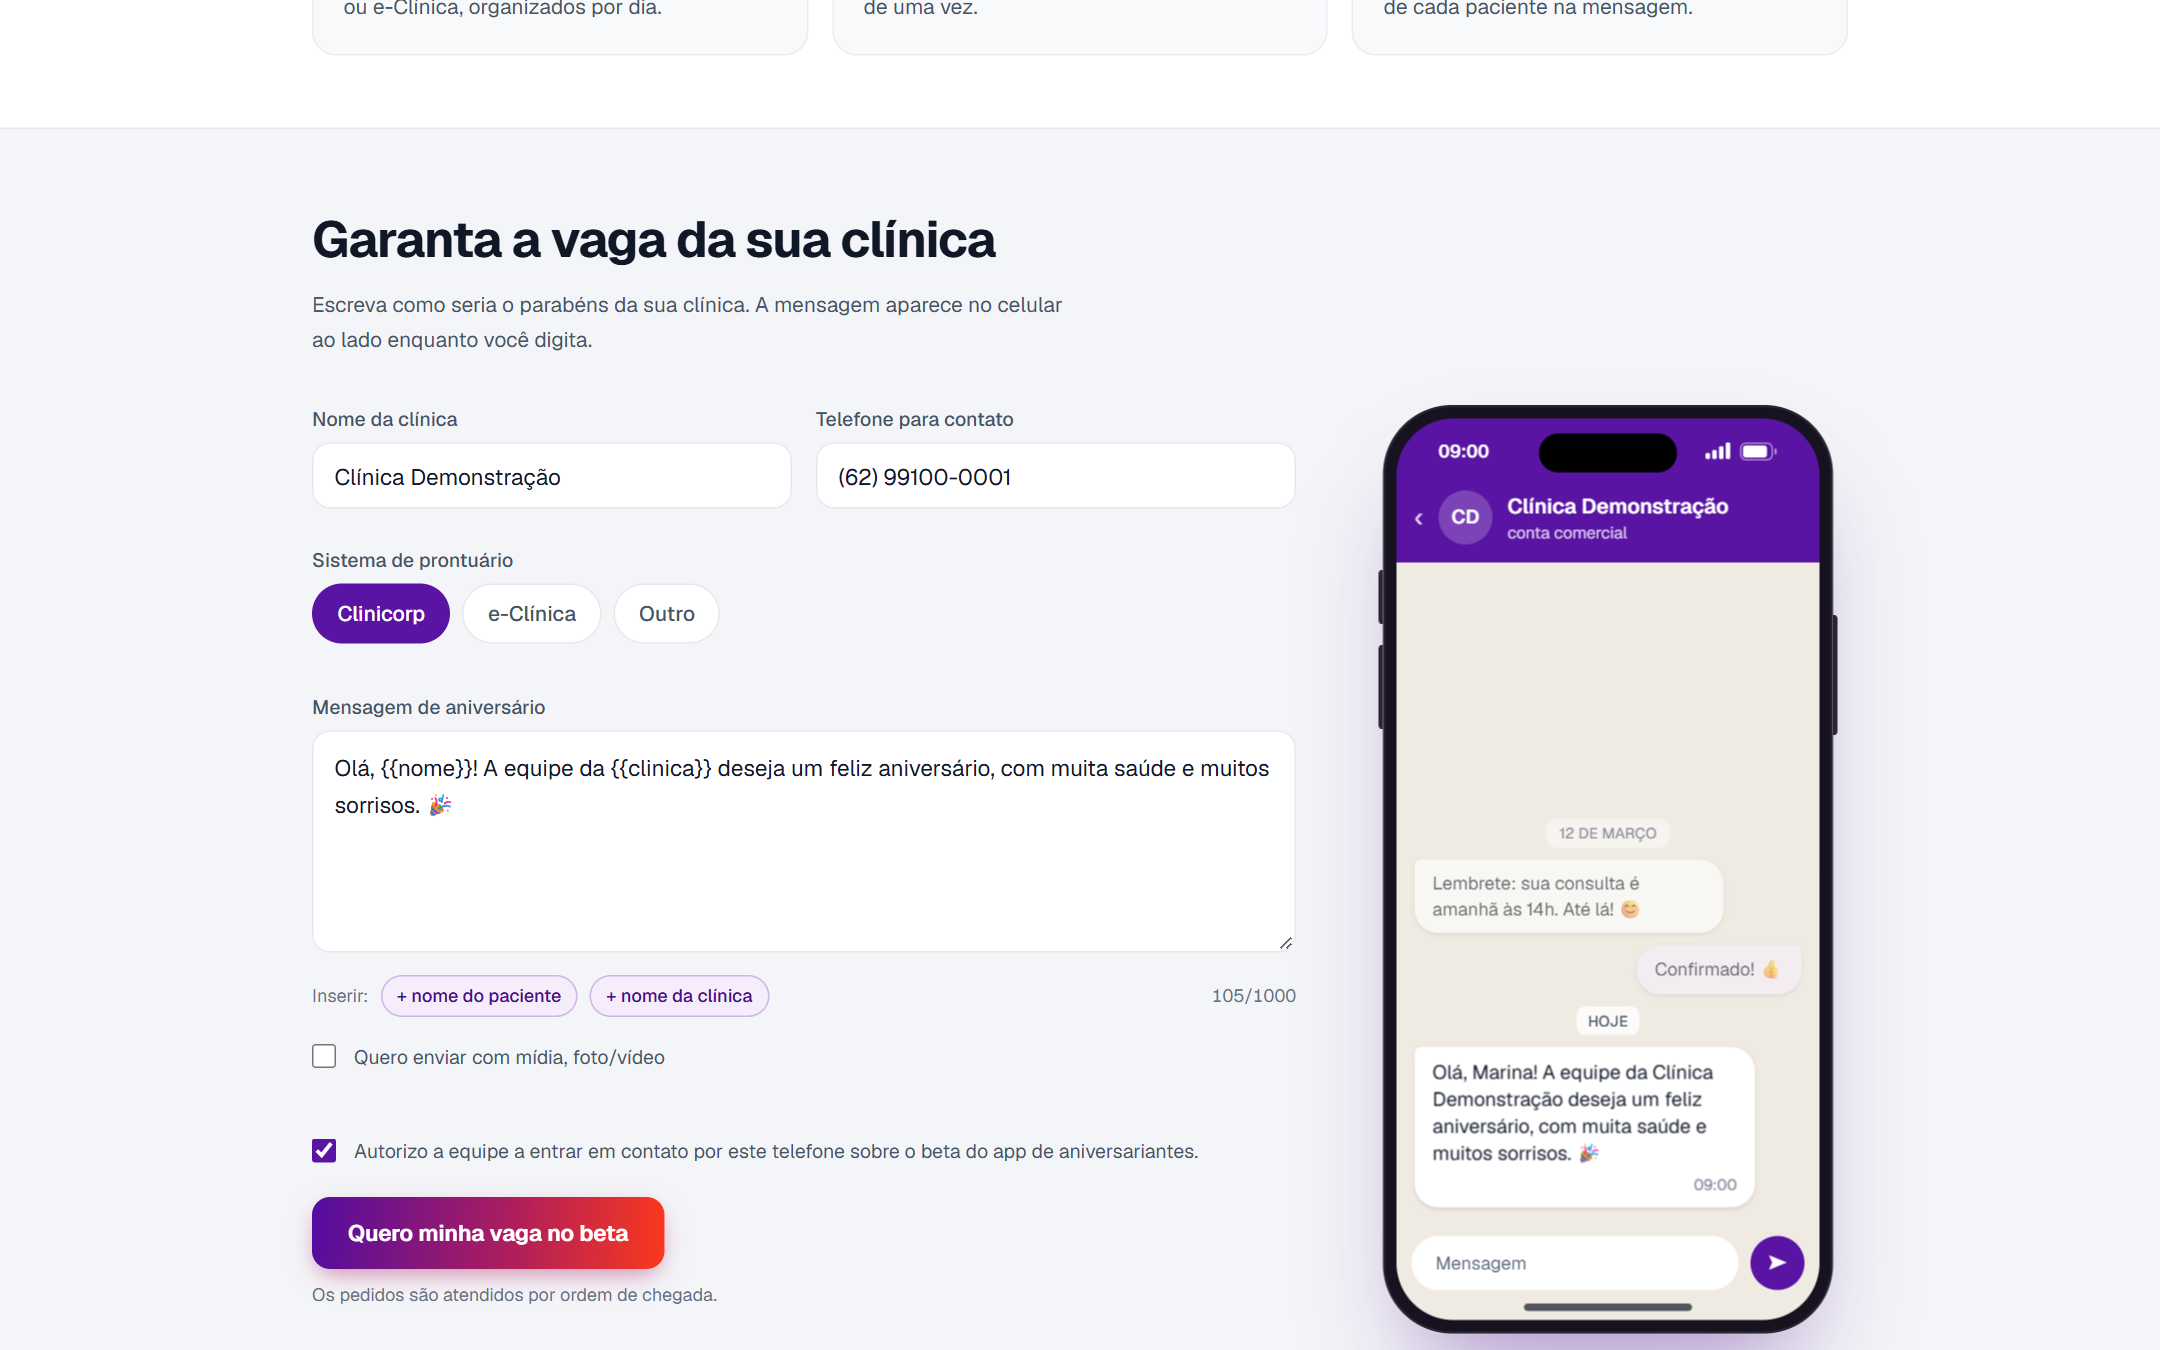 ou e-Clínica, organizados por dia.
de uma vez.
de cada paciente na mensagem.
Garanta a vaga da sua clínica
Escreva como seria o parabéns da sua clínica. A mensagem aparece no celular
ao lado enquanto você digita.
Nome da clínica
Telefone para contato
Clínica Demonstração
(62) 99100-0001
Sistema de prontuário
Clinicorp
e-Clínica
Outro
Mensagem de aniversário
Olá, {{nome}}! A equipe da {{clinica}} deseja um feliz aniversário, com muita saúde e muitos
sorrisos. 🎉
Inserir:
+ nome do paciente
+ nome da clínica
105/1000
Quero enviar com mídia, foto/vídeo
Autorizo a equipe a entrar em contato por este telefone sobre o beta do app de aniversariantes.
Quero minha vaga no beta
Os pedidos são atendidos por ordem de chegada.
09:00
CD
Clínica Demonstração
conta comercial
12 DE MARÇO
Lembrete: sua consulta é
amanhã às 14h. Até lá! 😊
Confirmado! 👍
HOJE
Olá, Marina! A equipe da Clínica
Demonstração deseja um feliz
aniversário, com muita saúde e
muitos sorrisos. 🎉
09:00
Mensagem